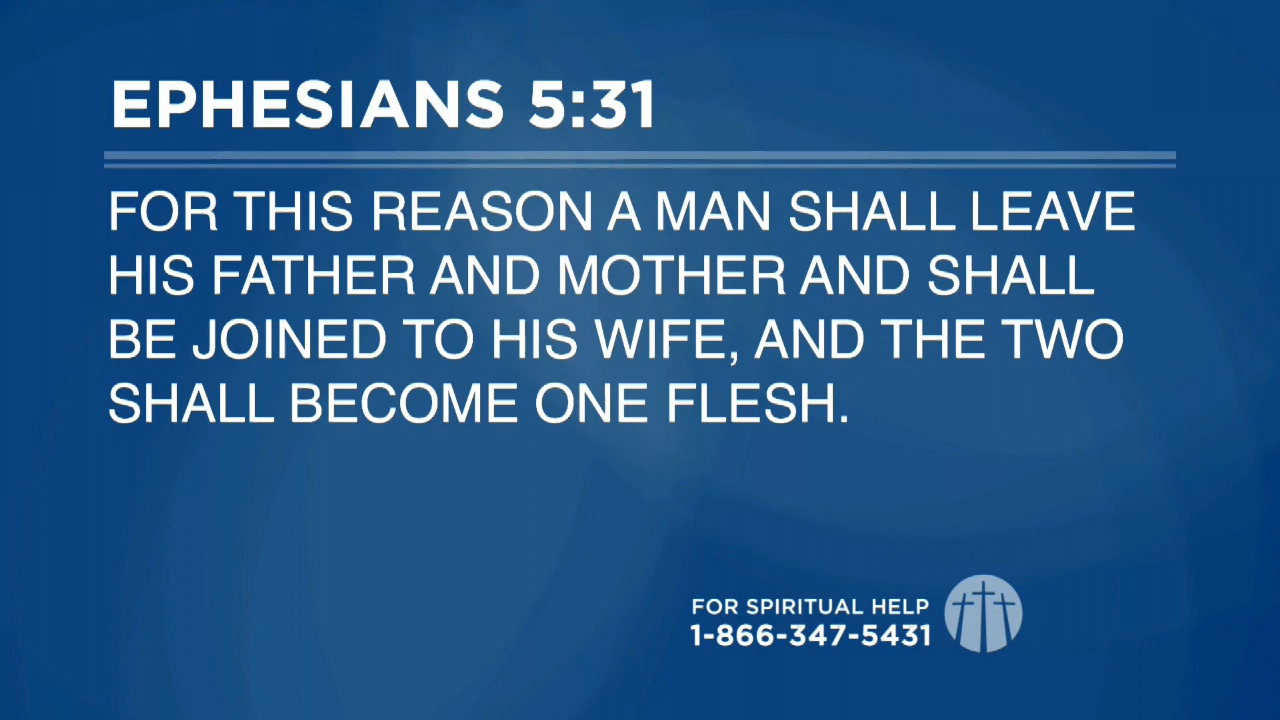 EPHESIANS 5:31
FOR THIS REASON A MAN SHALL LEAVE
HIS FATHER AND MOTHER AND SHALL
BE JOINED TO HIS WIFE, AND THE TWO
SHALL BECOME ONE FLESH.
FOR SPIRITUAL HELP
1-866-347-5431